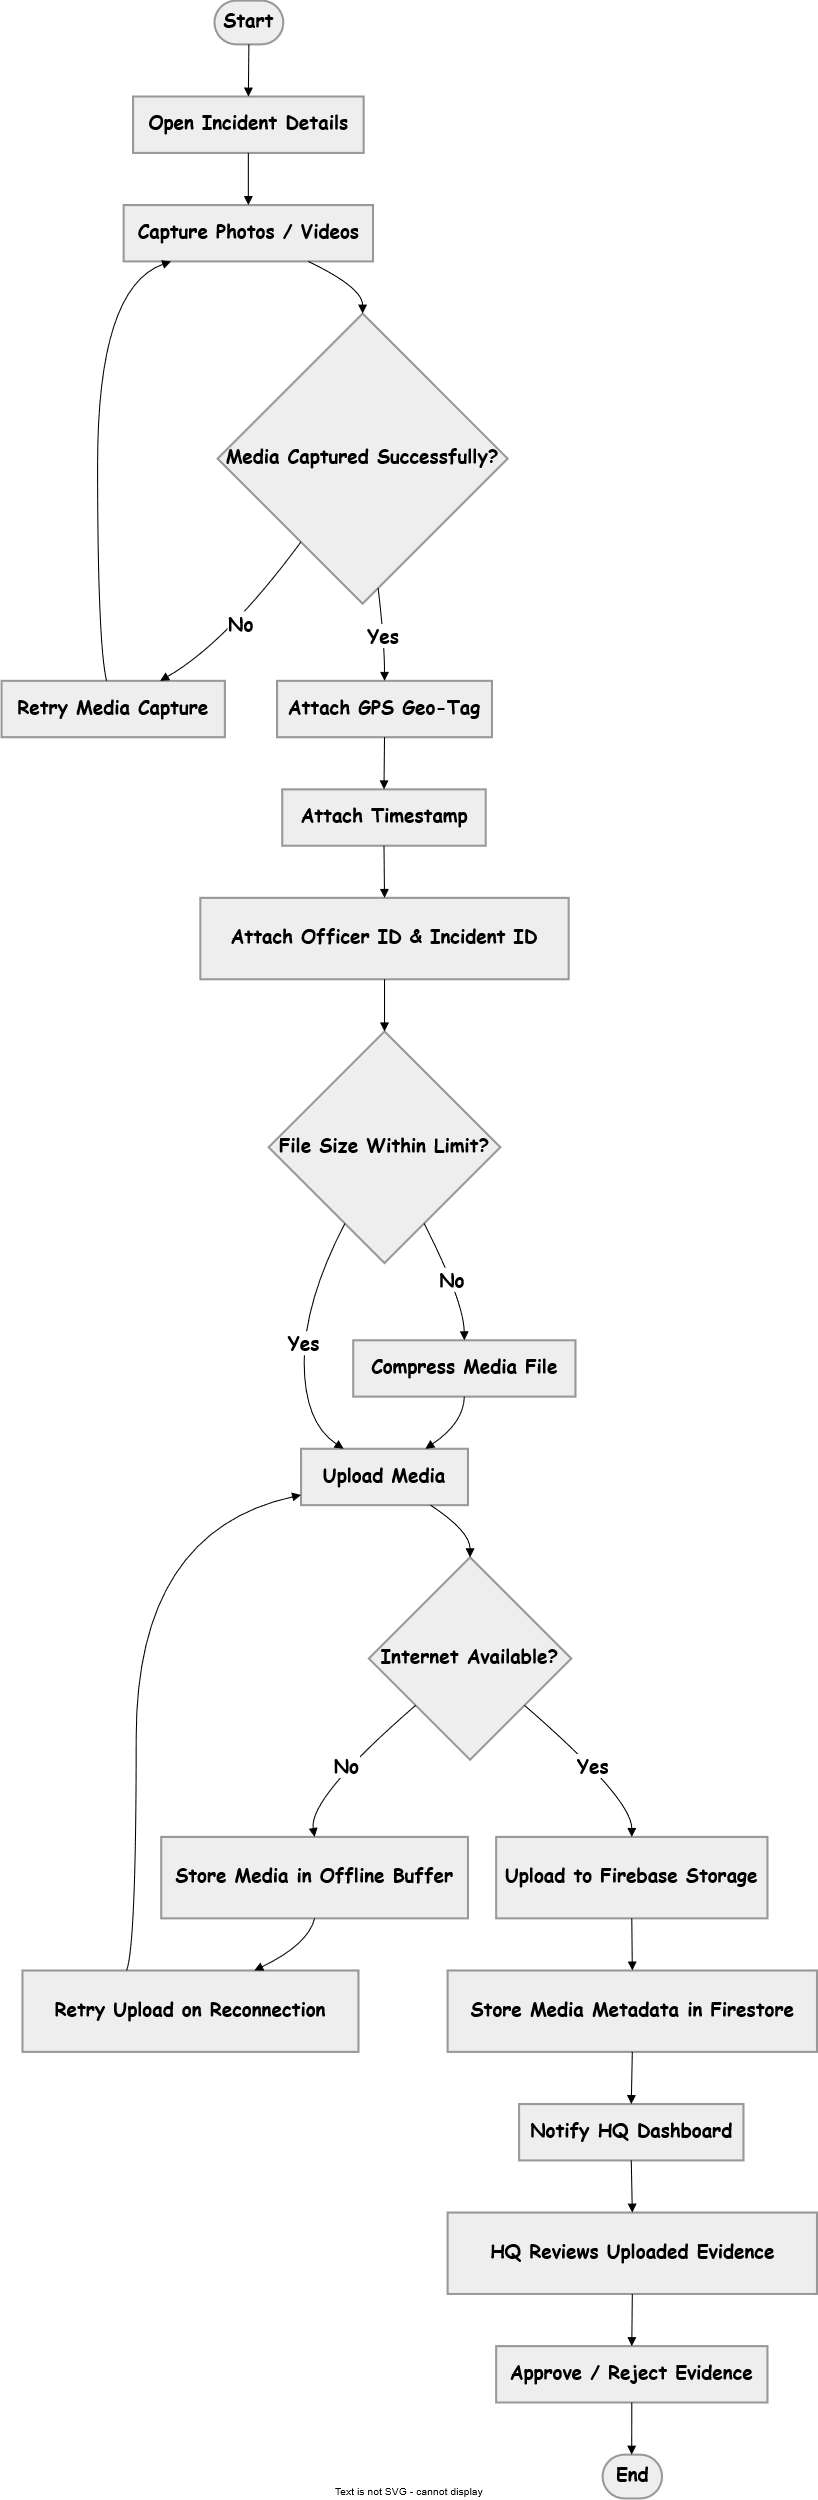 Start
Open Incident Details
Capture Photos / Videos
Media Captured Successfully?
No
Yes
Retry Media Capture
Attach GPS Geo-Tag
Attach Timestamp
Attach Officer ID & Incident ID
File Size Within Limit?
No
Yes
Compress Media File
Upload Media
Internet Available?
No
Yes
Store Media in Offline Buffer
Upload to Firebase Storage
Retry Upload on Reconnection
Store Media Metadata in Firestore
Notify HQ Dashboard
HQ Reviews Uploaded Evidence
Approve / Reject Evidence
End
Text is not SVG - cannot display